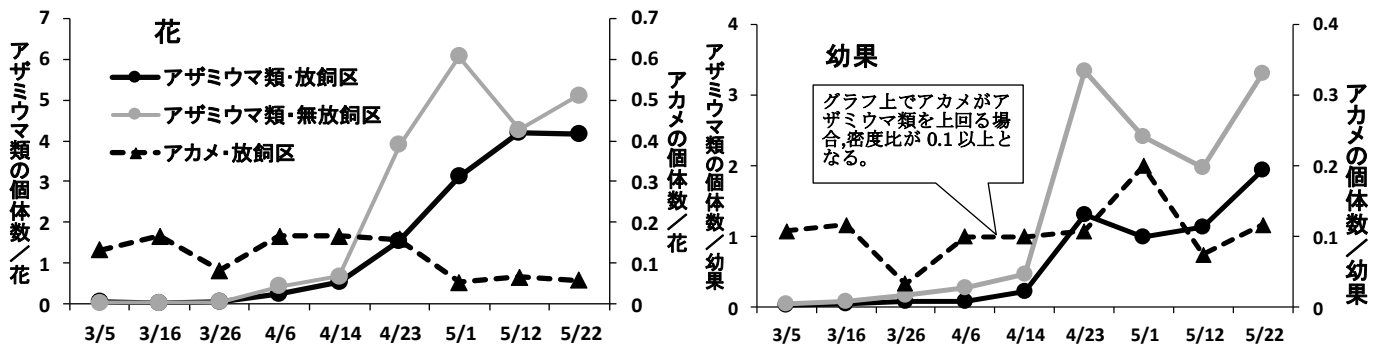 花
アザミウマ類・放飼区
アザミウマ類・無放飼区
アカメ・放飼区
アザミウマ類の個体数/花
7
6
5
4
3
2
1
0
アカメの個体数/花
0.7
0.6
0.5
0.4
0.3
0.2
0.1
0
3/5 3/16 3/26 4/6 4/14 4/23 5/1 5/12 5/22
幼果
グラフ上でアカメがア
ザミウマ類を上回る場
合,密度比が 0.1 以上と
なる。
アザミウマ類の個体数/幼果
4
3
2
1
0
アカメの個体数/幼果
0.4
0.3
0.2
0.1
0
3/5 3/16 3/26 4/6 4/14 4/23 5/1 5/12 5/22